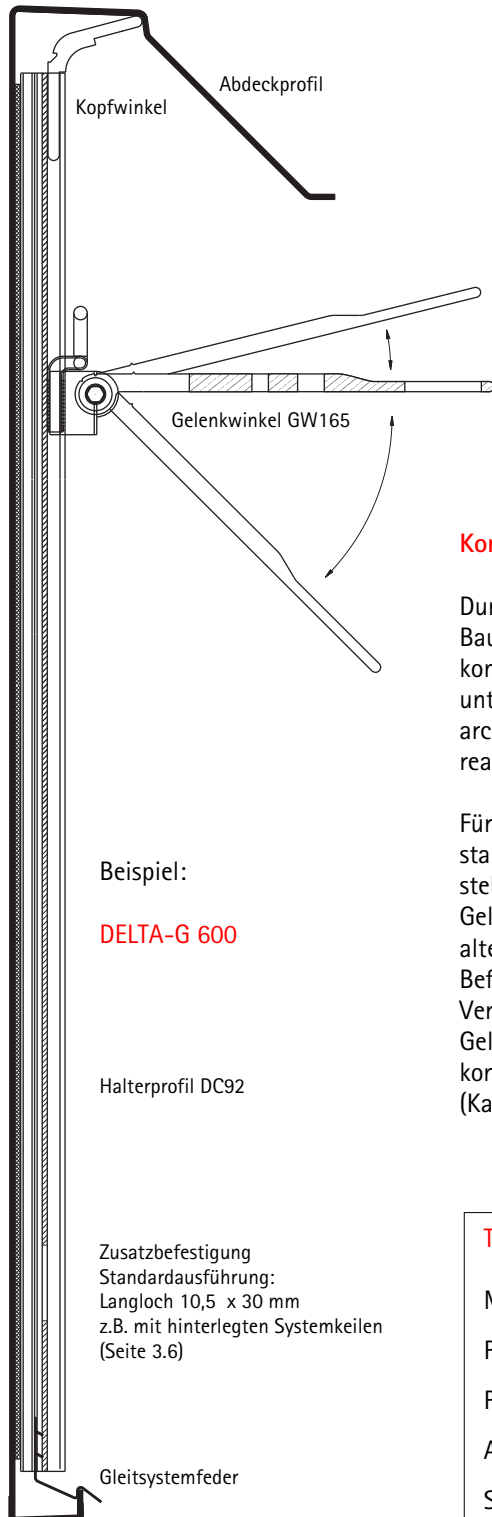 Abdeckprofil
Kopfwinkel
Gelenkwinkel GW165
Beispiel:
DELTA-G 600
Halterprofil DC92
Zusatzbefestigung
Standardausführung:
Langloch 10,5 x 30 mm
z.B. mit hinterlegten Systemkeilen
(Seite 3.6)
Gleitsystemfeder